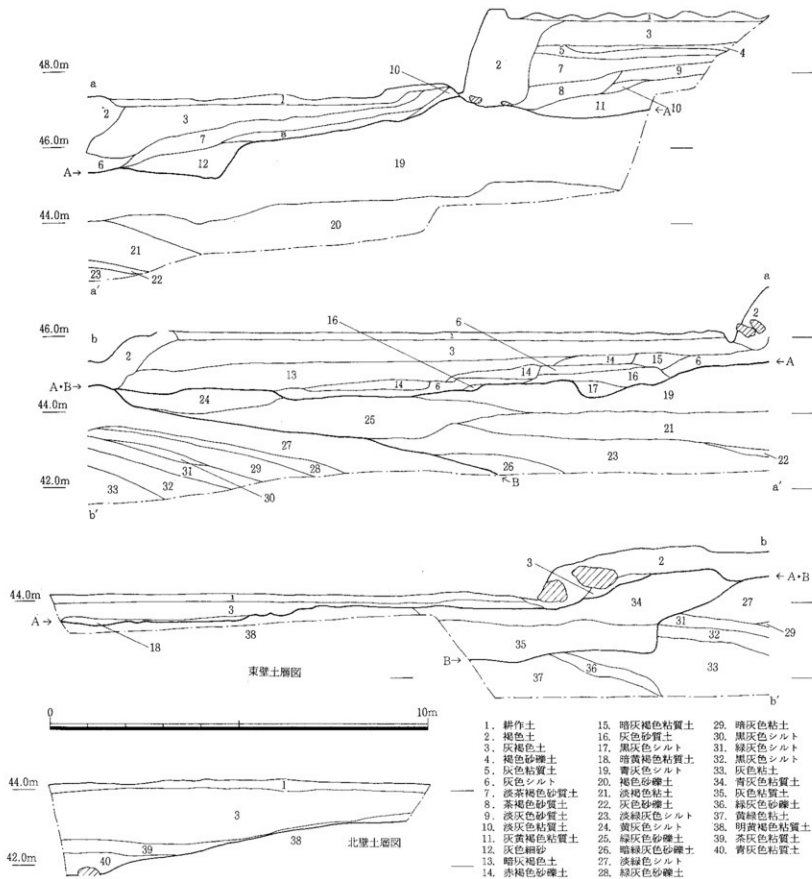 1
3
5
4
2
7
9
10
48.0m
a
8
10
11
A
2
3
1
46.0m
7
8
6
12
19
A→
44.0m
20
21
23
22
a'
a
46.0m
b
16
6
2
1
2
3
14
15
6
←A
A・B→
13
14
14
6
16
17
19
44.0m
24
25
21
27
23
22
31
29
28
26
42.0m
33
32
30
B
a'
b'
b
3
2
←A・B
44.0m
1
34
27
3
A→
38
31
29
18
35
32
B→
36
33
東壁土層図
37
b'
0
10m
44.0m
1
3
38
北壁土層図
39
42.0m
40
1. 耕作土
2. 褐色土
3. 灰褐色土
4. 褐色砂礫土
5. 灰色粘質土
6. 灰色シルト
7. 淡茶褐色砂質土
8. 茶褐色砂質土
9. 淡灰色砂質土
10. 淡灰色粘質土
11. 灰黄褐色粘質土
12. 灰色細砂
13. 暗灰褐色土
14. 赤褐色砂礫土
15. 暗灰褐色粘質土
16. 灰色砂質土
17. 黒灰色シルト
18. 暗黄褐色粘質土
19. 青灰色シルト
20. 褐色砂礫土
21. 淡褐色粘土
22. 灰色砂礫土
23. 淡緑灰色シルト
24. 黄灰色シルト
25. 緑灰色砂礫土
26. 暗緑灰色砂礫土
27. 淡緑色シルト
28. 緑灰色砂礫土
29. 暗灰色粘土
30. 黒灰色シルト
31. 緑灰色シルト
32. 黒灰色シルト
33. 灰色粘土
34. 青灰色粘質土
35. 灰色粘質土
36. 緑灰色砂礫土
37. 黄緑色粘土
38. 明黄褐色粘質土
39. 茶灰色粘質土
40. 青灰色粘質土